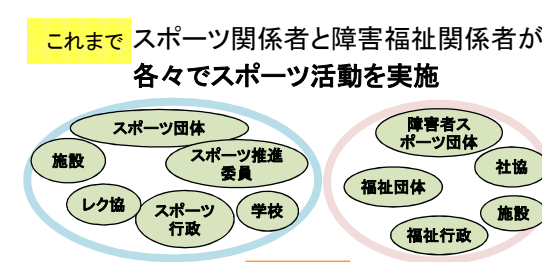 これまで スポーツ関係者と障害福祉関係者が
各々でスポーツ活動を実施
スポーツ団体
施設
スポーツ推進
委員
レク協
スポーツ
行政
学校
障害者ス
ポーツ団体
社協
福祉団体
施設
福祉行政